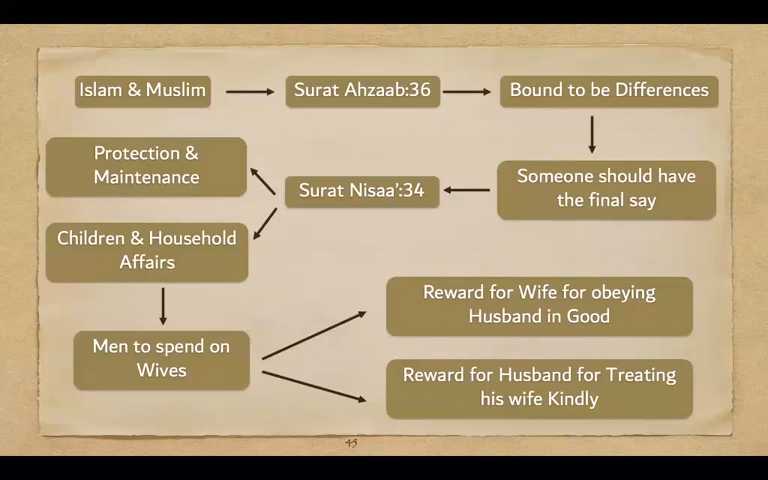 Islam & Muslim
Surat Ahzaab:36
Bound to be Differences
Someone should have
the final say
Surat Nisaa':34
Protection &
Maintenance
Children & Household
Affairs
Men to spend on
Wives
Reward for Wife for obeying
Husband in Good
Reward for Husband for Treating
his wife Kindly
45